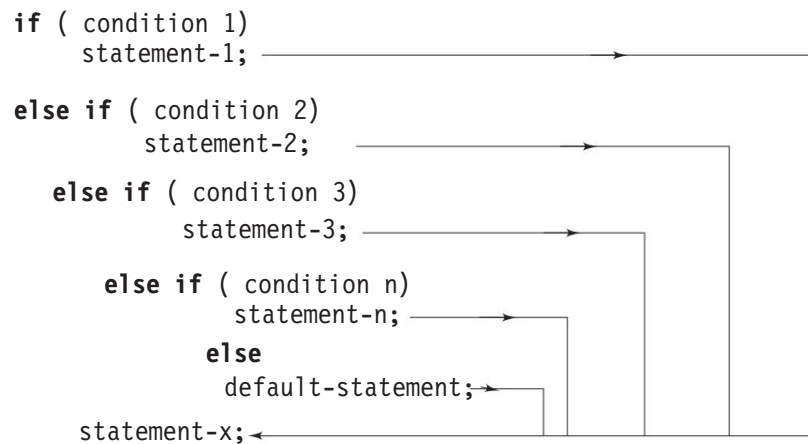 if ( condition 1)
statement-1;
else if ( condition 2)
statement-2;
else if ( condition 3)
statement-3;
else if ( condition n)
statement-n;
else
default-statement;
statement-x;